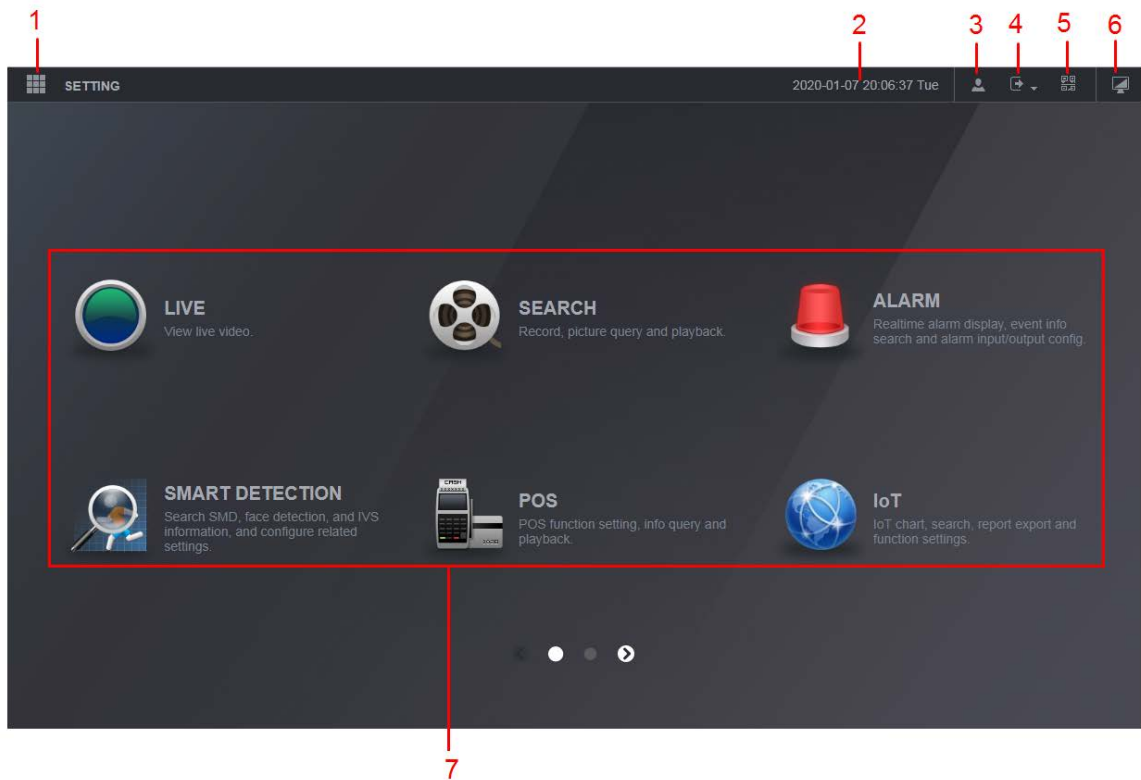 1
2
3
4
5
6
SETTING
2020-01-07 20:06:37 Tue
LIVE
View live video.
SEARCH
Record, picture query and playback.
ALARM
Realtime alarm display, event info
search and alarm input/output config.
SMART DETECTION
Search SMD, face detection, and IVS
information, and configure related
settings.
CASH
POS
POS function setting, info query and
playback.
IoT
IoT chart, search, report export and
function settings.
7